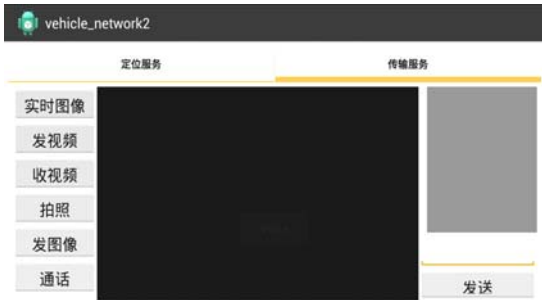 vehicle_network2
定位服务
传输服务
实时图像
发视频
收视频
拍照
发图像
通话
发送